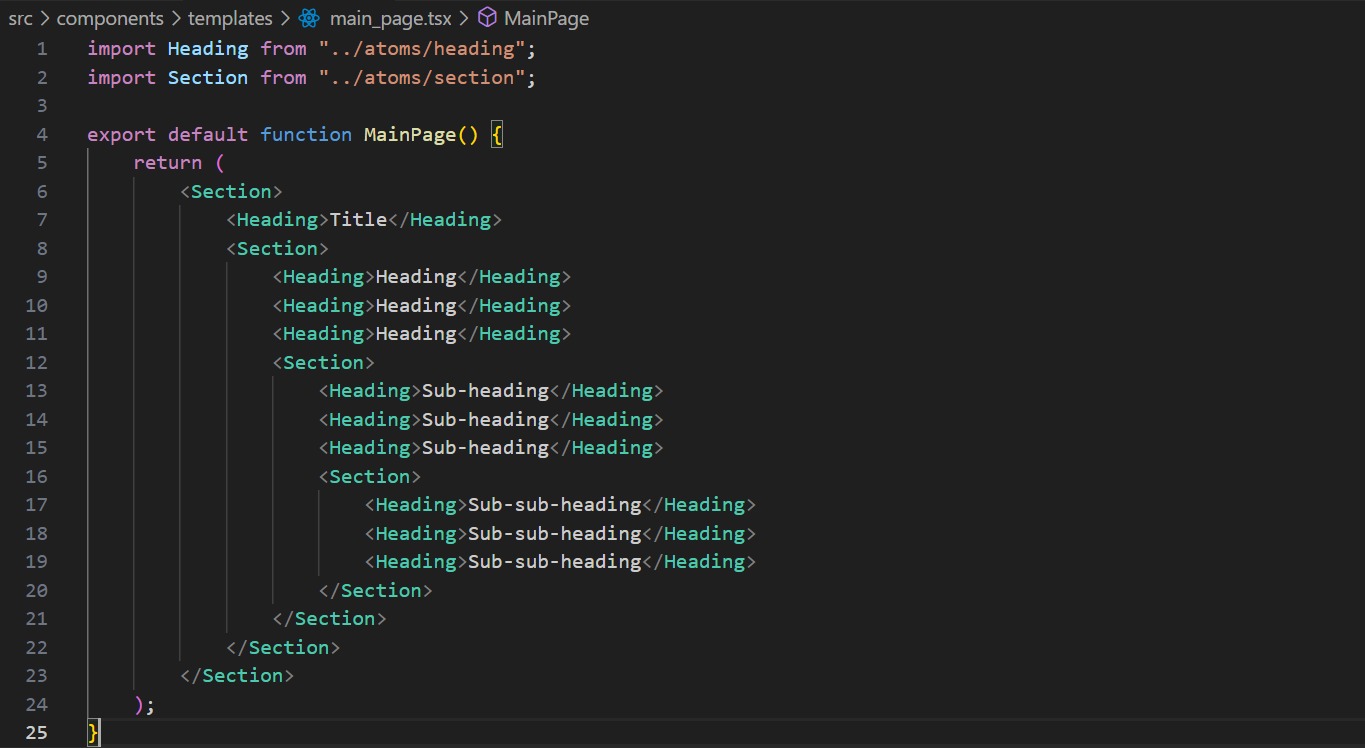 src > components > templates > main_page.tsx > MainPage
1 import Heading from "../atoms/heading";
2 import Section from "../atoms/section";
3
4 export default function MainPage() {
5     return (
6         <Section>
7             <Heading>Title</Heading>
8             <Section>
9                 <Heading>Heading</Heading>
10                 <Heading>Heading</Heading>
11                 <Heading>Heading</Heading>
12                 <Section>
13                     <Heading>Sub-heading</Heading>
14                     <Heading>Sub-heading</Heading>
15                     <Heading>Sub-heading</Heading>
16                     <Section>
17                         <Heading>Sub-sub-heading</Heading>
18                         <Heading>Sub-sub-heading</Heading>
19                         <Heading>Sub-sub-heading</Heading>
20                     </Section>
21                 </Section>
22             </Section>
23         </Section>
24     );
25 }